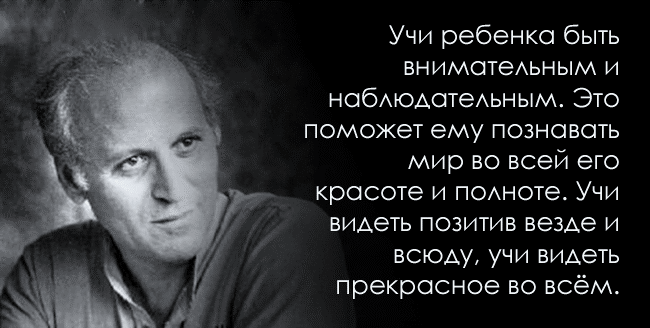 Учи ребенка быть
внимательным и
наблюдательным. Это
поможет ему познавать
мир во всей его
красоте и полноте. Учи
видеть позитив везде и
всюду, учи видеть
прекрасное во всём.